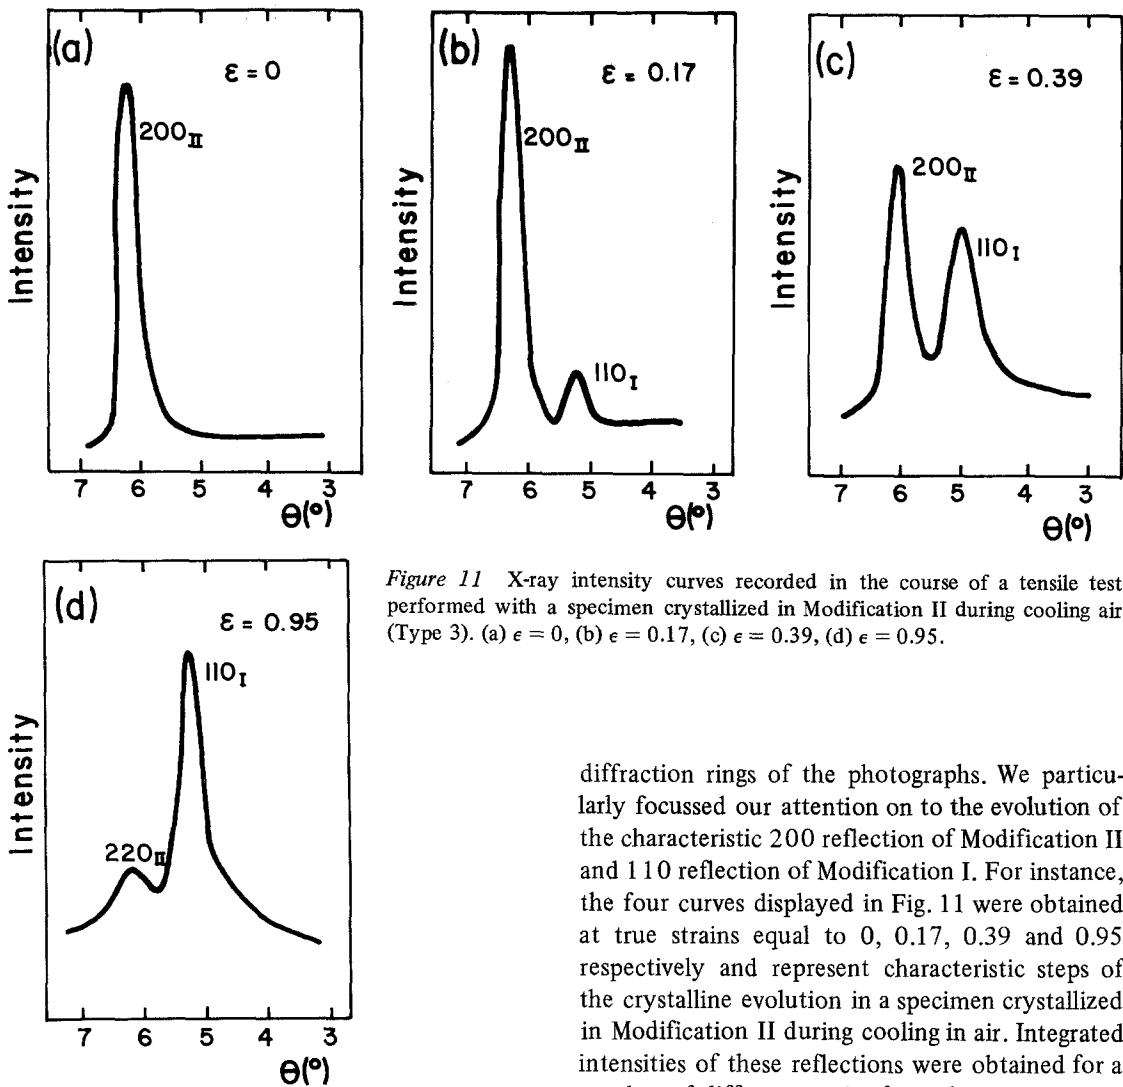 (a)
ε = 0
200II
Intensity
7 6 5 4 3
Θ(°)
(b)
ε = 0.17
200II
110I
Intensity
7 6 5 4 3
Θ(°)
(c)
ε = 0.39
200II
110I
Intensity
7 6 5 4 3
Θ(°)
(d)
ε = 0.95
110I
220II
Intensity
7 6 5 4 3
Θ(°)
Figure 11 X-ray intensity curves recorded in the course of a tensile test
performed with a specimen crystallized in Modification II during cooling air
(Type 3). (a) ϵ = 0, (b) ϵ = 0.17, (c) ϵ = 0.39, (d) ϵ = 0.95.
diffraction rings of the photographs. We particu-
larly focussed our attention on to the evolution of
the characteristic 200 reflection of Modification II
and 110 reflection of Modification I. For instance,
the four curves displayed in Fig. 11 were obtained
at true strains equal to 0, 0.17, 0.39 and 0.95
respectively and represent characteristic steps of
the crystalline evolution in a specimen crystallized
in Modification II during cooling in air. Integrated
intensities of these reflections were obtained for a